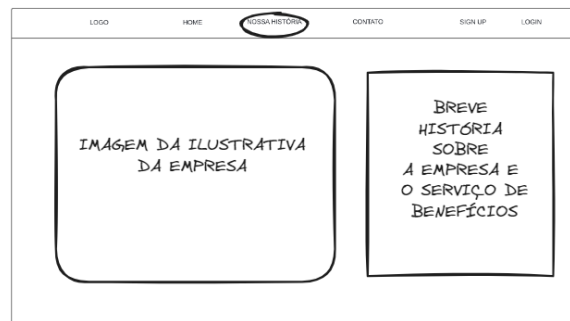 LOGO HOME NOSSA HISTÓRIA CONTATO SIGN UP LOGIN
IMAGEM DA ILUSTRATIVA
DA EMPRESA
BREVE
HISTÓRIA
SOBRE
A EMPRESA E
O SERVIÇO DE
BENEFÍCIOS